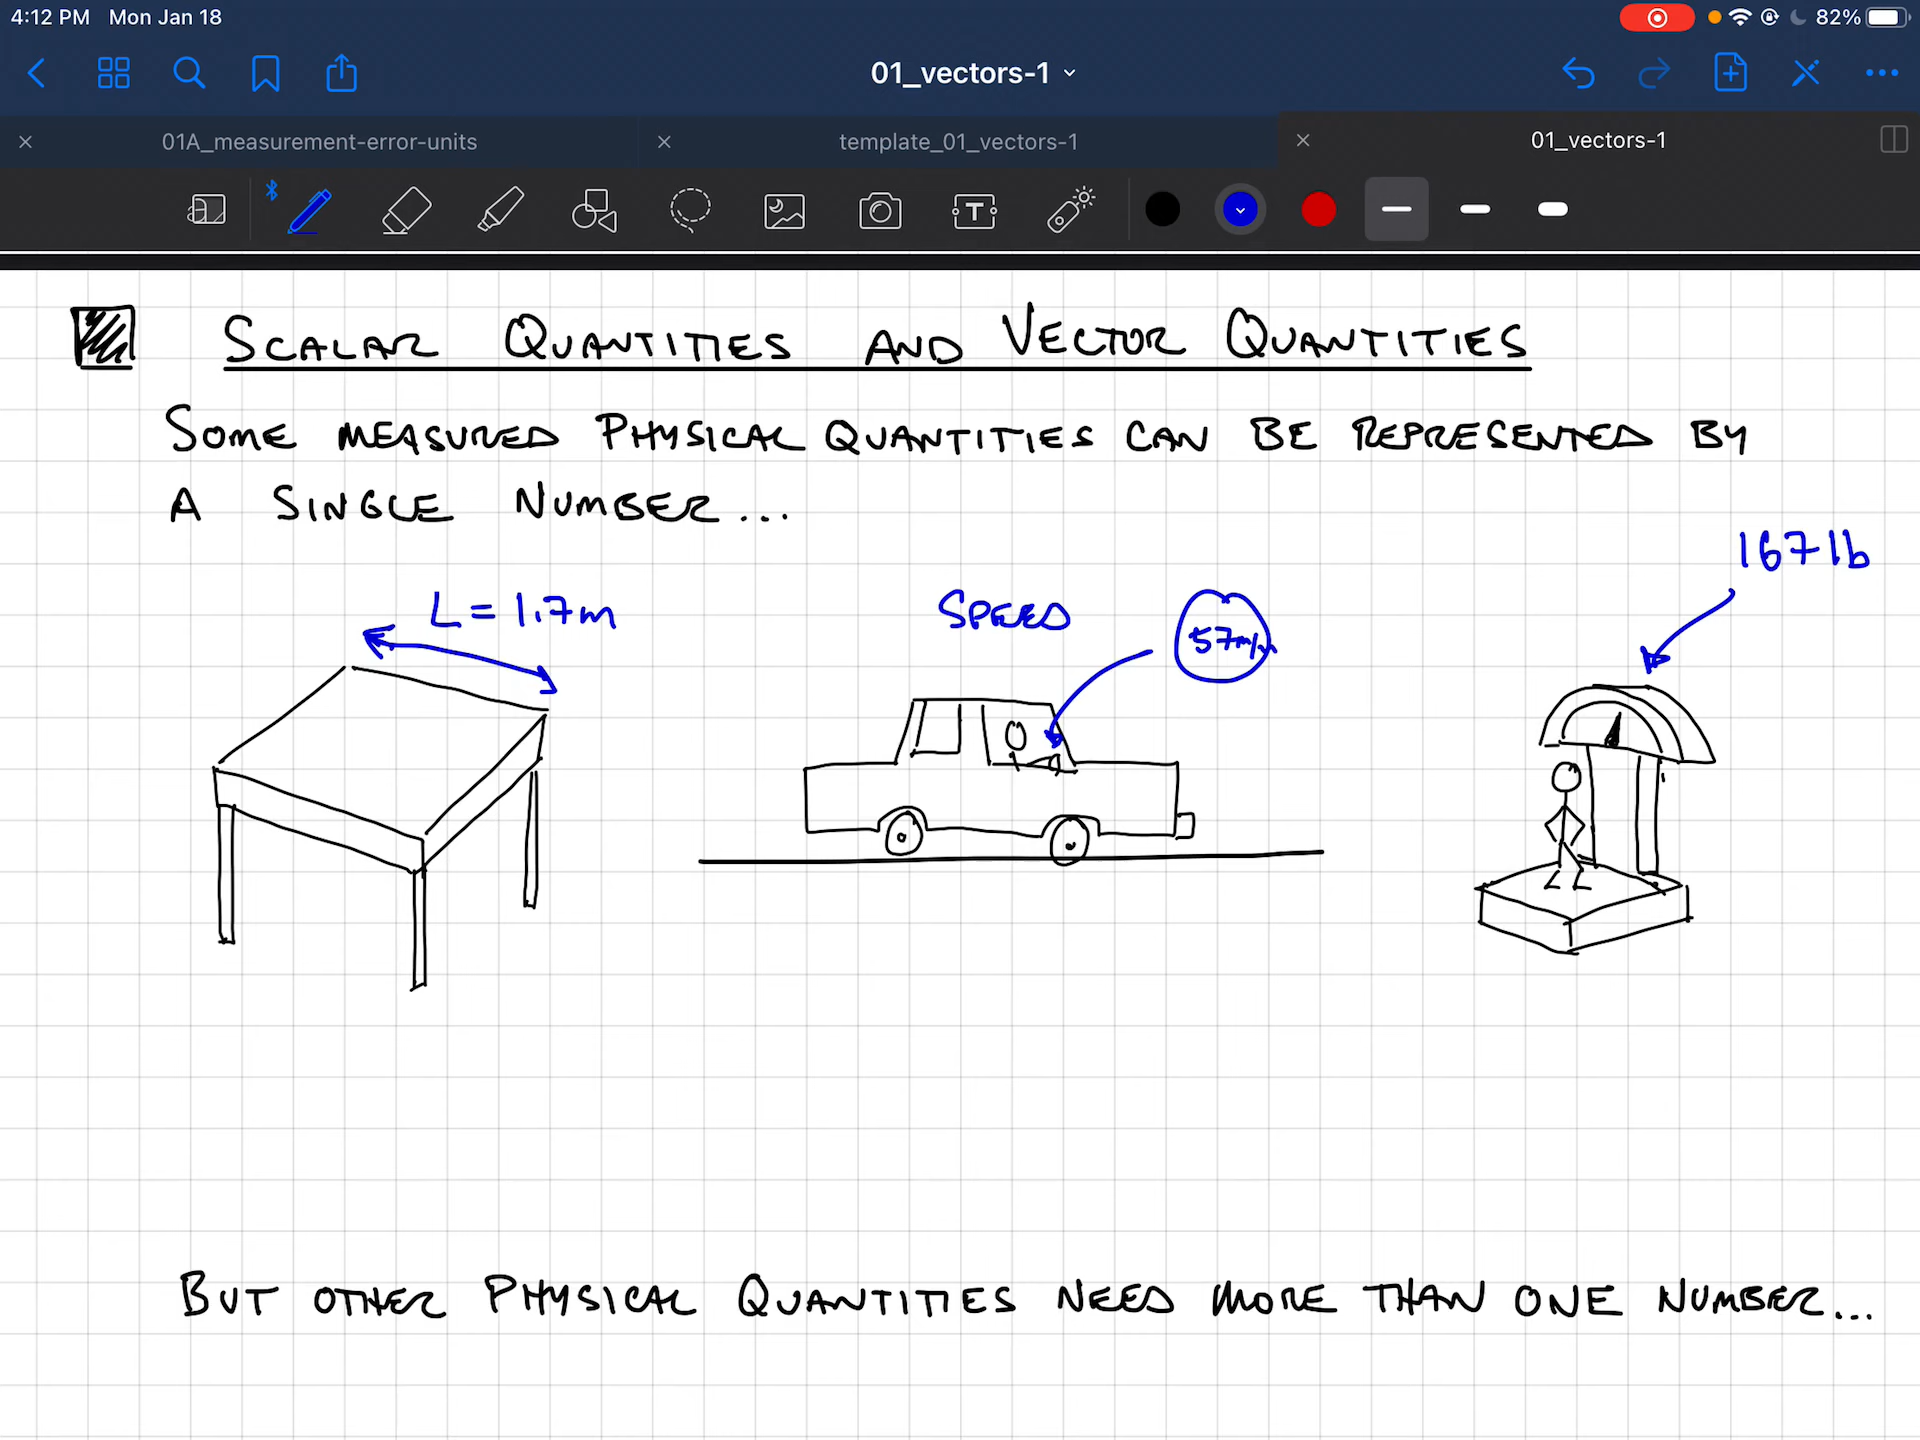 4:12 PM Mon Jan 18 82%
01_vectors-1
01A_measurement-error-units template_01_vectors-1 01_vectors-1
T
SCALAR QUANTITIES AND VECTOR QUANTITIES
SOME MEASURED PHYSICAL QUANTITIES CAN BE REPRESENTED BY
A SINGLE NUMBER...
167 lb
L = 1.7m SPEED
BUT OTHER PHYSICAL QUANTITIES NEED MORE THAN ONE NUMBER...